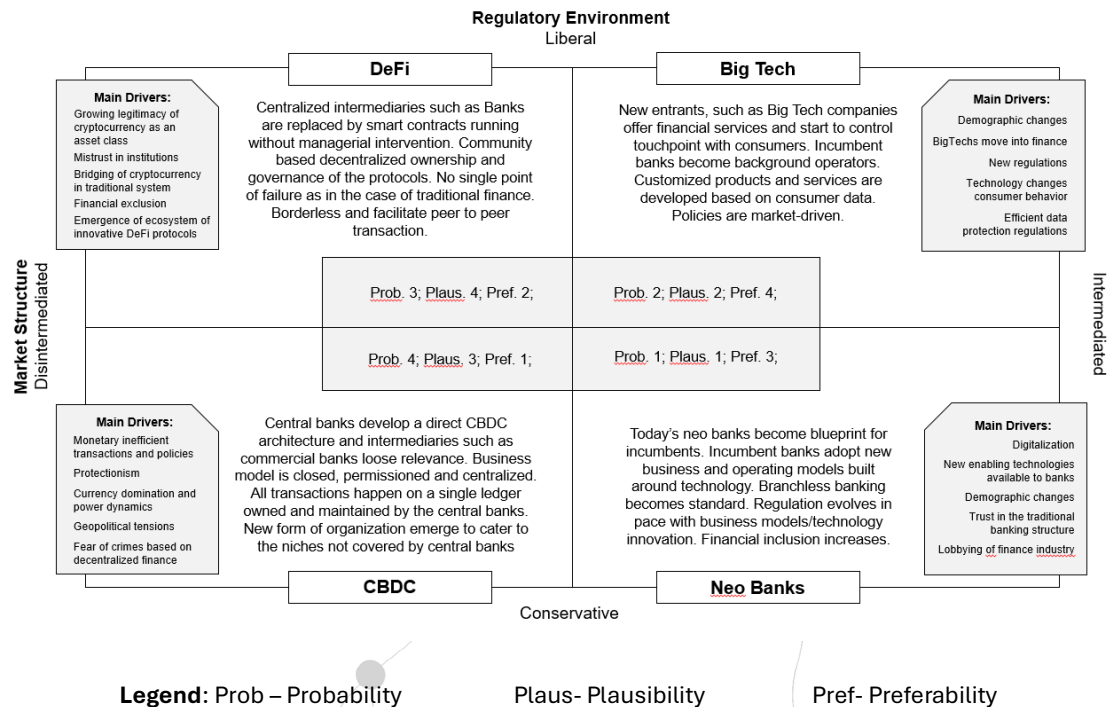 Regulatory Environment
Liberal
DeFi
Big Tech
Main Drivers:
Growing legitimacy of
cryptocurrency as an
asset class
Mistrust in institutions
Bridging of cryptocurrency
in traditional system
Financial exclusion
Emergence of ecosystem of
innovative DeFi protocols
Centralized intermediaries such as Banks
are replaced by smart contracts running
without managerial intervention. Community
based decentralized ownership and
governance of the protocols. No single point
of failure as in the case of traditional finance.
Borderless and facilitate peer to peer
transaction.
New entrants, such as Big Tech companies
offer financial services and start to control
touchpoint with consumers. Incumbent
banks become background operators.
Customized products and services are
developed based on consumer data.
Policies are market-driven.
Main Drivers:
Demographic changes
BigTechs move into finance
New regulations
Technology changes
consumer behavior
Efficient data
protection regulations
Market Structure
Disintermediated
Intermediated
Prob. 3; Plaus. 4; Pref. 2;
Prob. 2; Plaus. 2; Pref. 4;
Prob. 4; Plaus. 3; Pref. 1;
Prob. 1; Plaus. 1; Pref. 3;
Main Drivers:
Monetary inefficient
transactions and policies
Protectionism
Currency domination and
power dynamics
Geopolitical tensions
Fear of crimes based on
decentralized finance
Central banks develop a direct CBDC
architecture and intermediaries such as
commercial banks loose relevance. Business
model is closed, permissioned and centralized.
All transactions happen on a single ledger
owned and maintained by the central banks.
New form of organization emerge to cater to
the niches not covered by central banks
Today's neo banks become blueprint for
incumbents. Incumbent banks adopt new
business and operating models built
around technology. Branchless banking
becomes standard. Regulation evolves in
pace with business models/technology
innovation. Financial inclusion increases.
Main Drivers:
Digitalization
New enabling technologies
available to banks
Demographic changes
Trust in the traditional
banking structure
Lobbying of finance industry
CBDC
Neo Banks
Conservative
Legend: Prob – Probability
Plaus- Plausibility
Pref- Preferability